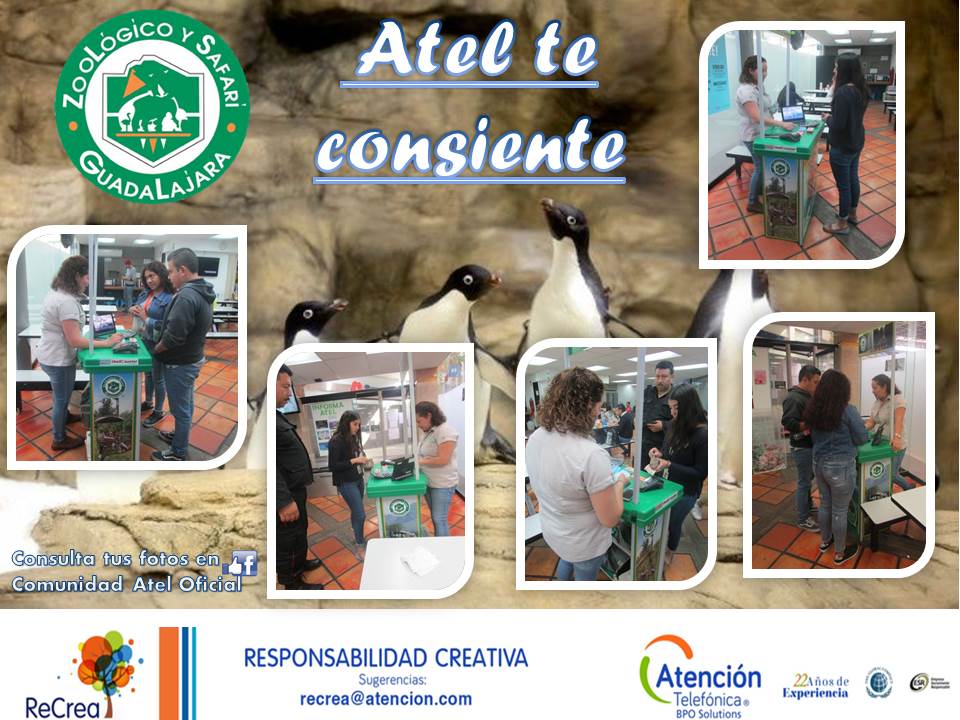 ZOOLÓGICO Y SAFARI
GUADALAJARA
Atel te
consiente
INFORMA
ATEL
Consulta tus fotos en
Comunidad Atel Oficial
ReCrea
RESPONSABILIDAD CREATIVA
Sugerencias:
recrea@atencion.com
Atención
Telefónica®
BPO Solutions
22 Años de
Experiencia
ESR